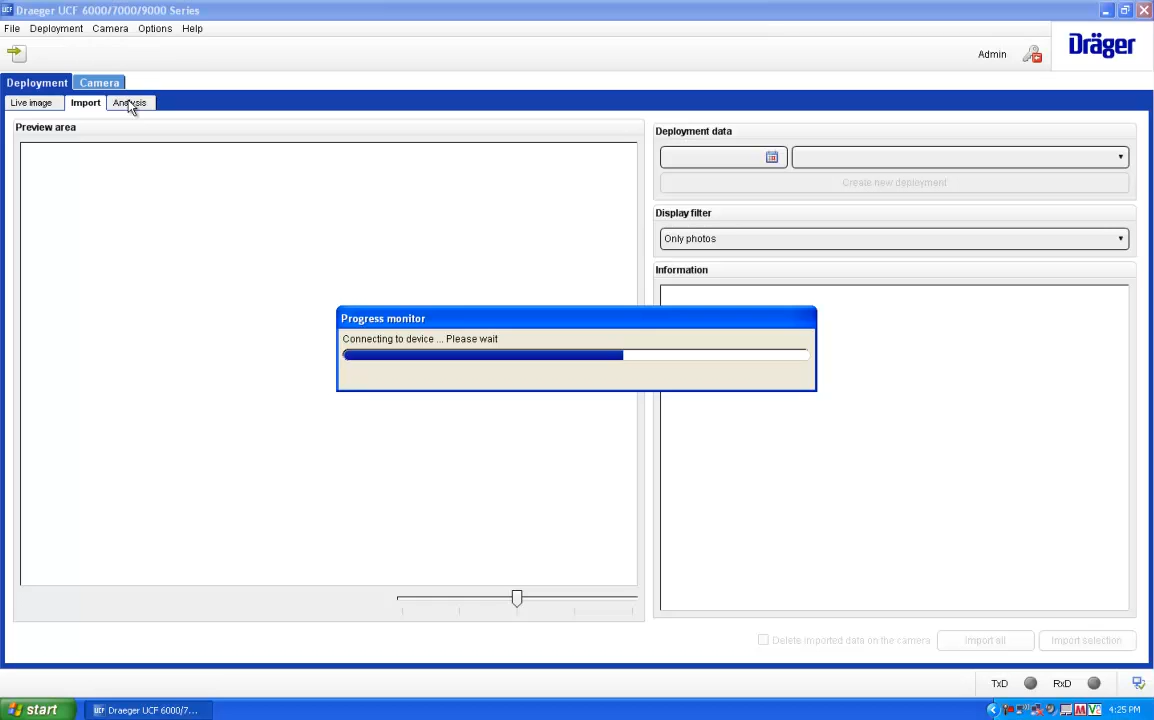 UCF Draeger UCF 6000/7000/9000 Series
File Deployment Camera Options Help
Admin
Dräger
Deployment Camera
Live image Import Analysis
Preview area
Deployment data
Create new deployment
Display filter
Only photos
Information
Progress monitor
Connecting to device ... Please wait
Delete imported data on the camera Import all Import selection
TxD RxD
start UCF Draeger UCF 6000/7... 4:25 PM